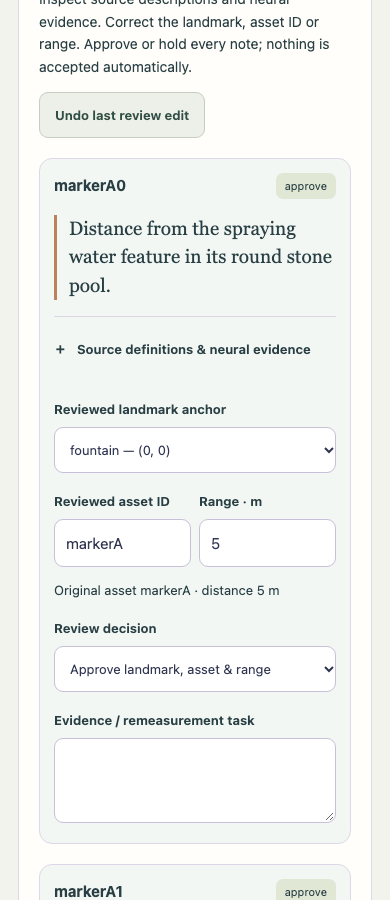 inspect source descriptions and neural
evidence. Correct the landmark, asset ID or
range. Approve or hold every note; nothing is
accepted automatically.
Undo last review edit
markerA0
approve
Distance from the spraying
water feature in its round stone
pool.
+ Source definitions & neural evidence
Reviewed landmark anchor
fountain — (0, 0)
Reviewed asset ID
Range · m
markerA
5
Original asset markerA · distance 5 m
Review decision
Approve landmark, asset & range
Evidence / remeasurement task
markerA1
approve